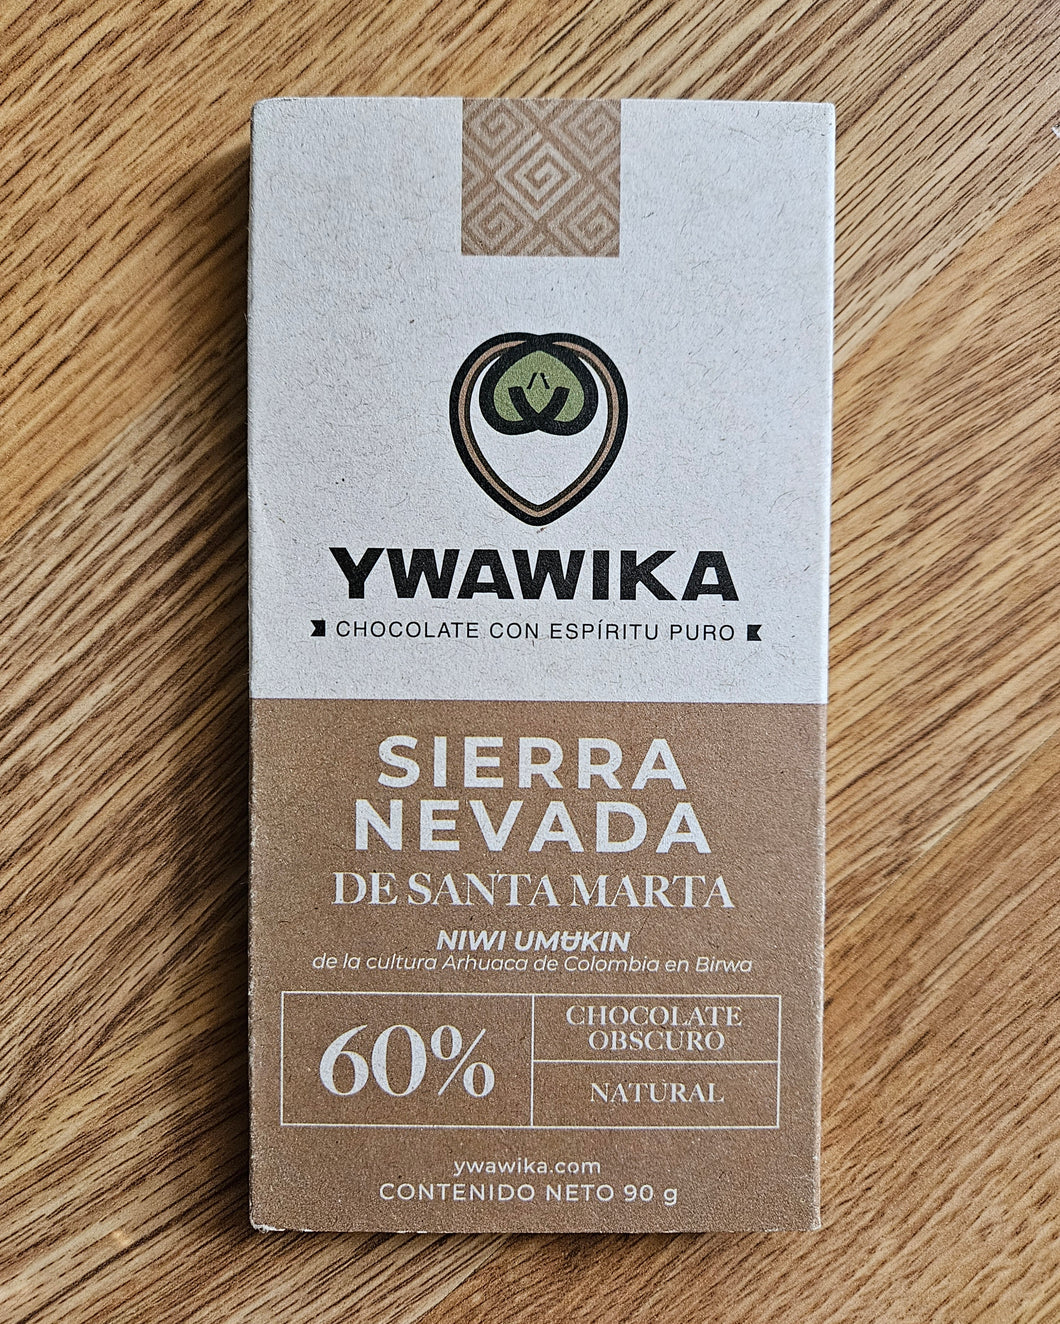 YWAWIKA
CHOCOLATE CON ESPÍRITU PURO
SIERRA
NEVADA
DE SANTA MARTA
NIWI UMɄKIN
de la cultura Arhuaca de Colombia en Birwa
60%
CHOCOLATE
OBSCURO
NATURAL
ywawika.com
CONTENIDO NETO 90 g